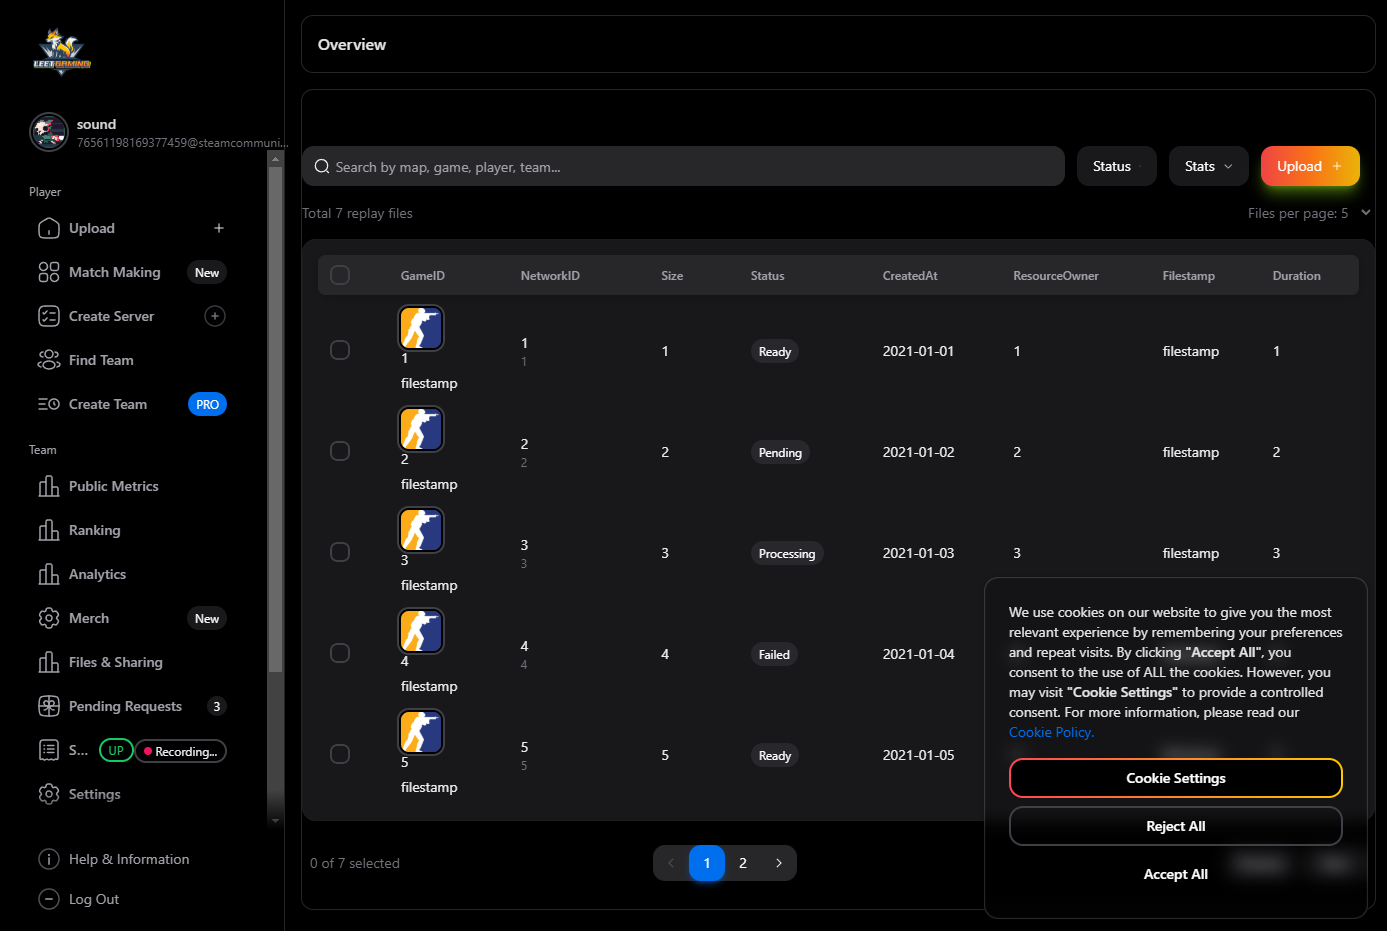 LEETGAMING
sound
76561198169377459@steamcommuni...
Player
Upload
Match Making New
Create Server
Find Team
Create Team PRO
Team
Public Metrics
Ranking
Analytics
Merch New
Files & Sharing
Pending Requests 3
S... UP Recording...
Settings
Help & Information
Log Out
Overview
Search by map, game, player, team...
Status
Stats
Upload +
Total 7 replay files
Files per page: 5
GameID NetworkID Size Status CreatedAt ResourceOwner Filestamp Duration
1 filestamp 1 1 1 Ready 2021-01-01 1 filestamp 1
2 filestamp 2 2 2 Pending 2021-01-02 2 filestamp 2
3 filestamp 3 3 3 Processing 2021-01-03 3 filestamp 3
4 filestamp 4 4 4 Failed 2021-01-04
5 filestamp 5 5 5 Ready 2021-01-05
0 of 7 selected
1 2
We use cookies on our website to give you the most
relevant experience by remembering your preferences
and repeat visits. By clicking "Accept All", you
consent to the use of ALL the cookies. However, you
may visit "Cookie Settings" to provide a controlled
consent. For more information, please read our
Cookie Policy.
Cookie Settings
Reject All
Accept All